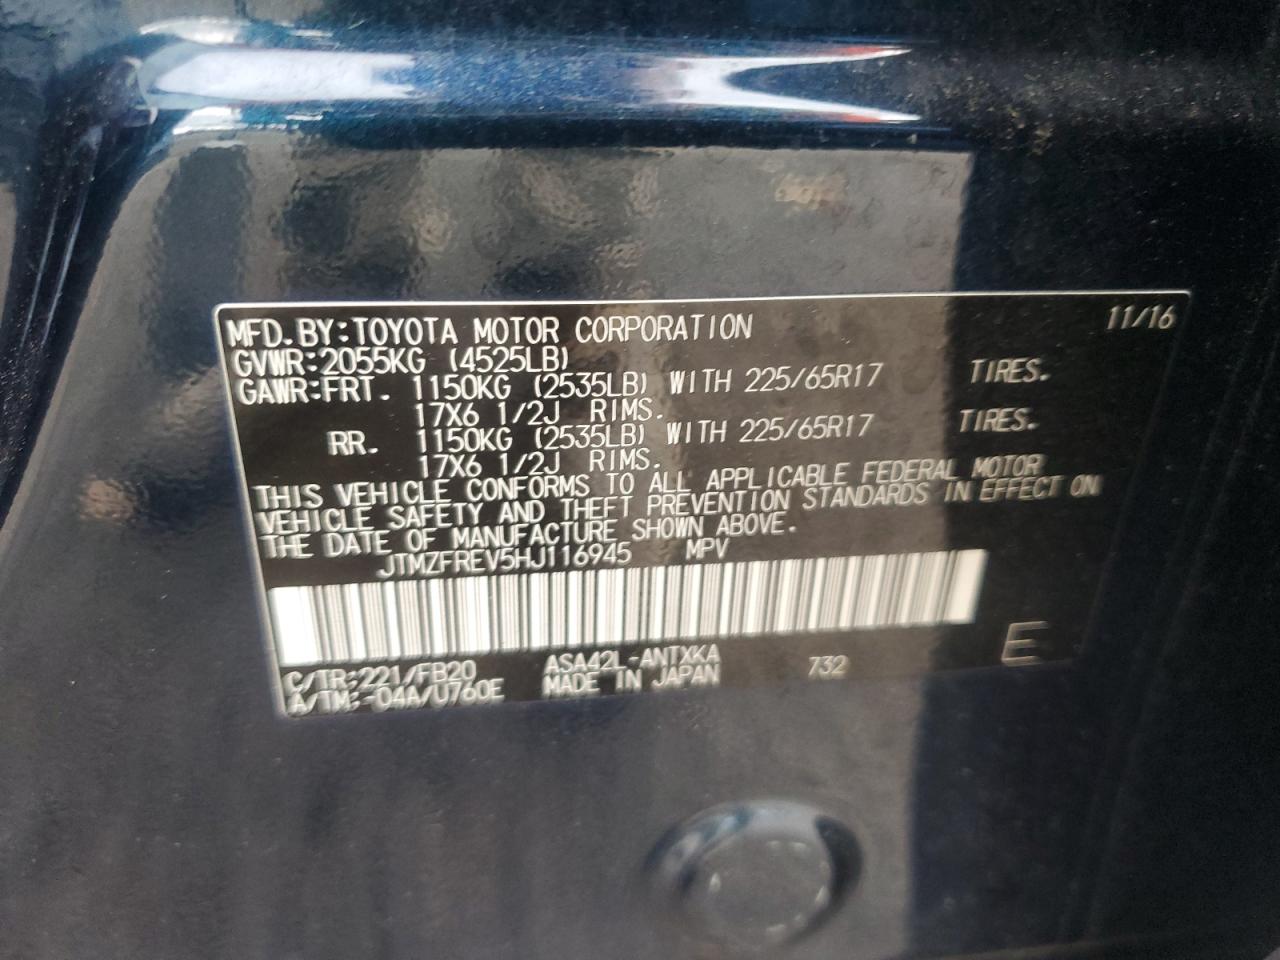 MFD.BY:TOYOTA MOTOR CORPORATION 11/16
GVWR:2055KG (4525LB)
GAWR:FRT. 1150KG (2535LB) WITH 225/65R17 TIRES.
17X6 1/2J RIMS.
RR. 1150KG (2535LB) WITH 225/65R17 TIRES.
17X6 1/2J RIMS.
THIS VEHICLE CONFORMS TO ALL APPLICABLE FEDERAL MOTOR
VEHICLE SAFETY AND THEFT PREVENTION STANDARDS IN EFFECT ON
THE DATE OF MANUFACTURE SHOWN ABOVE.
JTMZFREV5HJ116945 MPV
C/TR:221/FB20 ASA42L-ANTXKA 732 E
A/TM:-04A/U760E MADE IN JAPAN